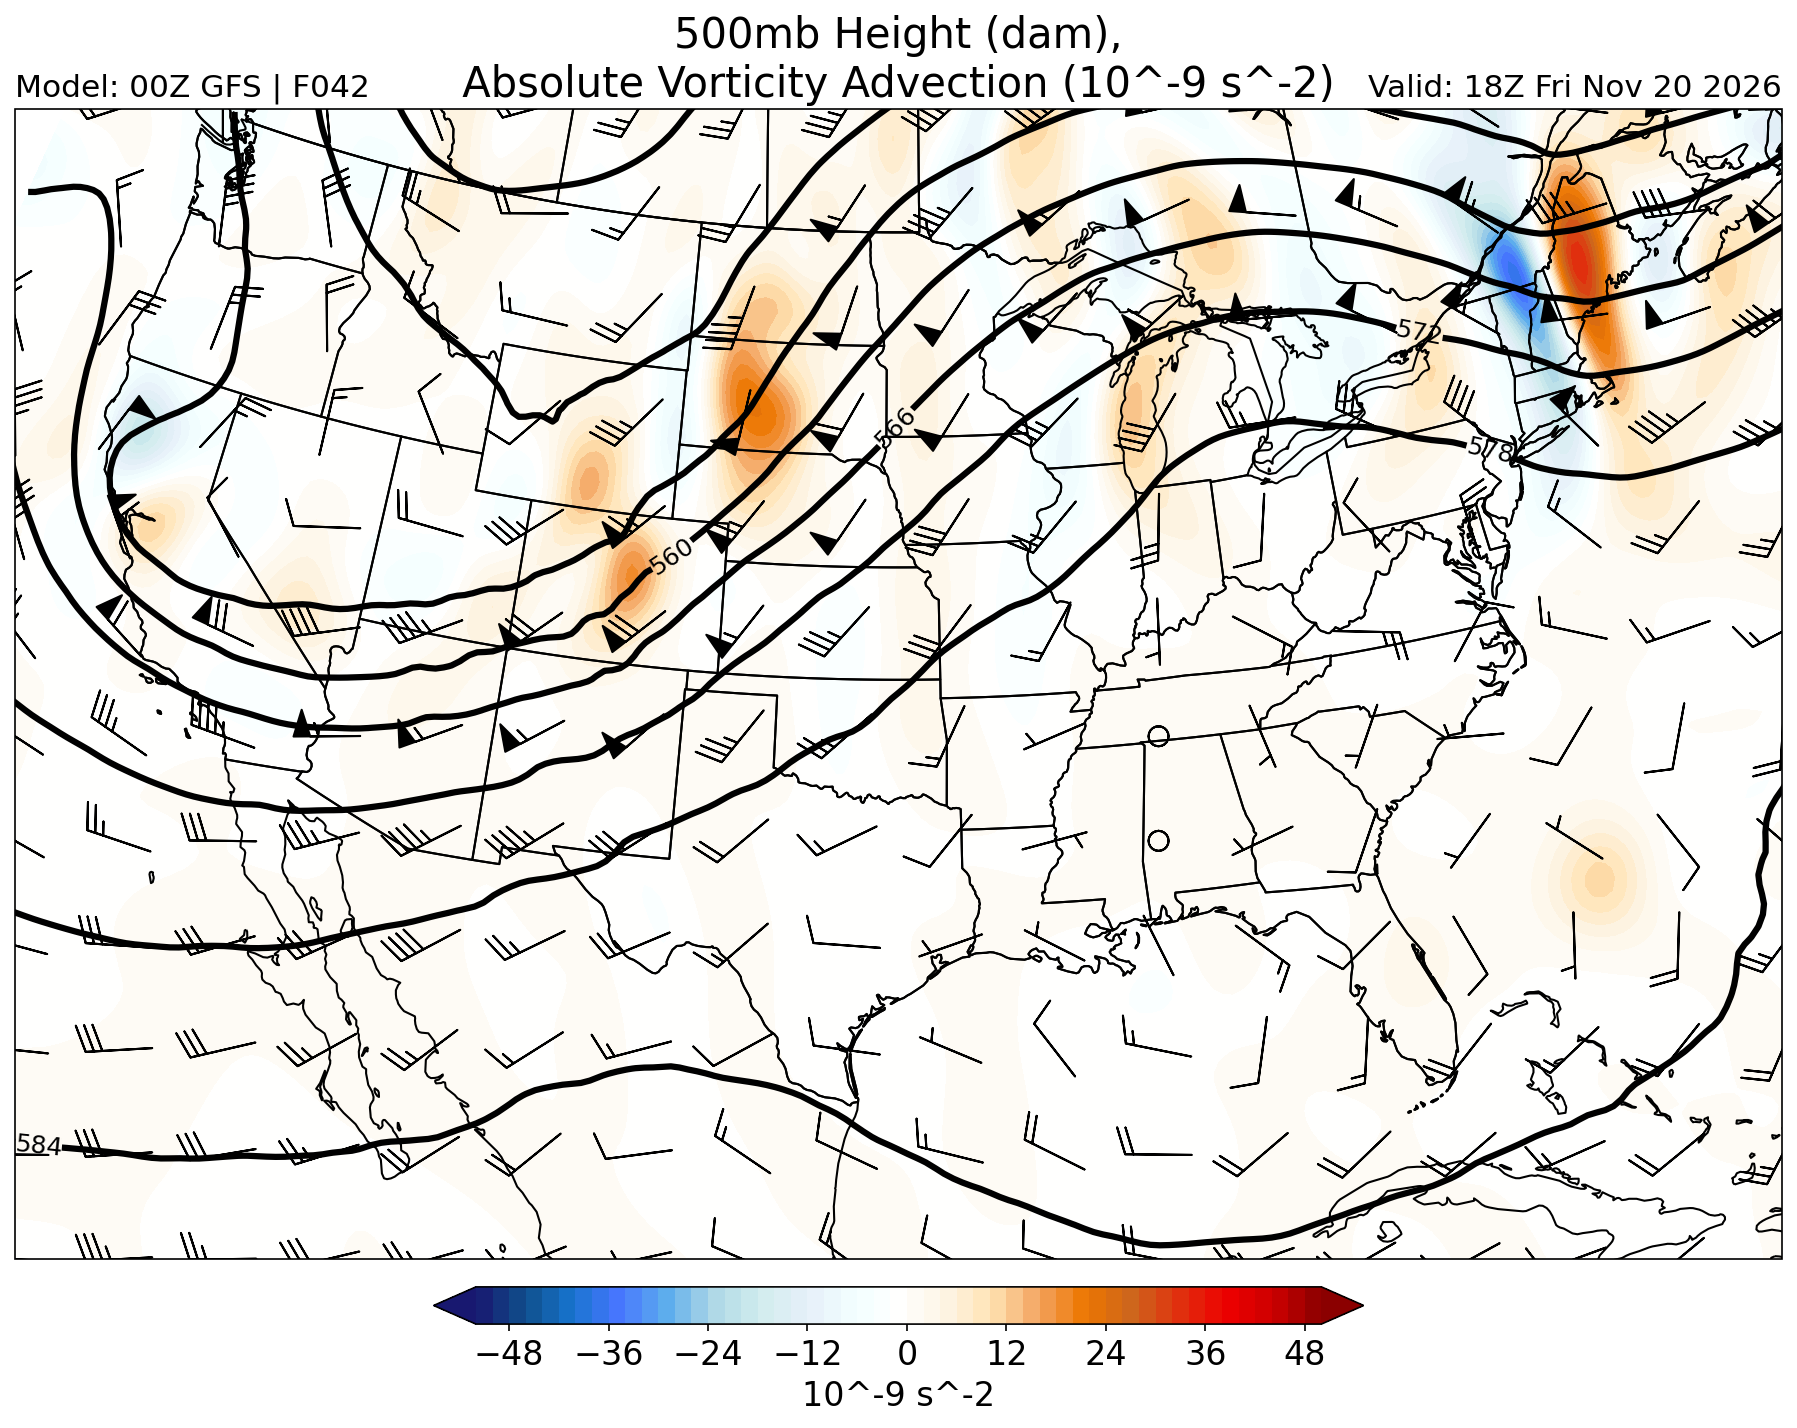 500mb Height (dam),
Model: 00Z GFS | F042
Absolute Vorticity Advection (10^-9 s^-2)
Valid: 18Z Fri Nov 20 2026
572
566
578
560
584
−48 −36 −24 −12 0 12 24 36 48
10^-9 s^-2